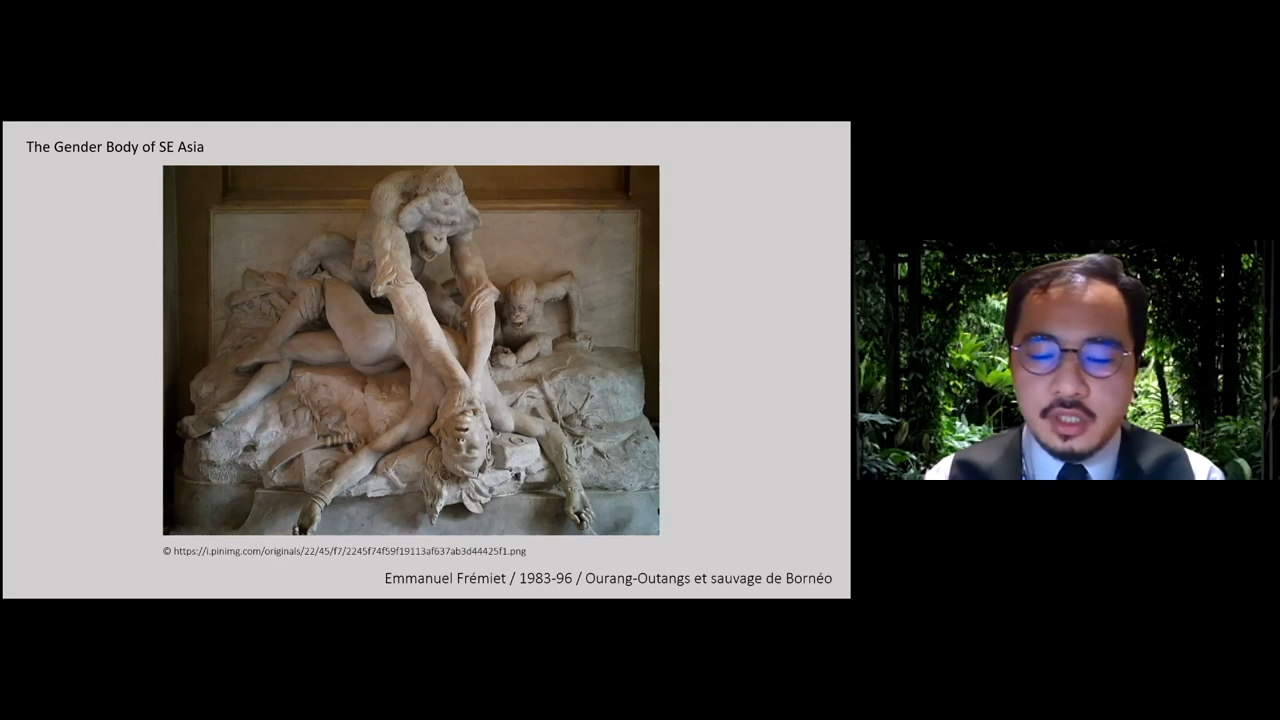 The Gender Body of SE Asia
© https://i.pinimg.com/originals/22/45/f7/2245f74f59f19113af637ab3d44425f1.png
Emmanuel Frémiet / 1983-96 / Ourang-Outangs et sauvage de Bornéo